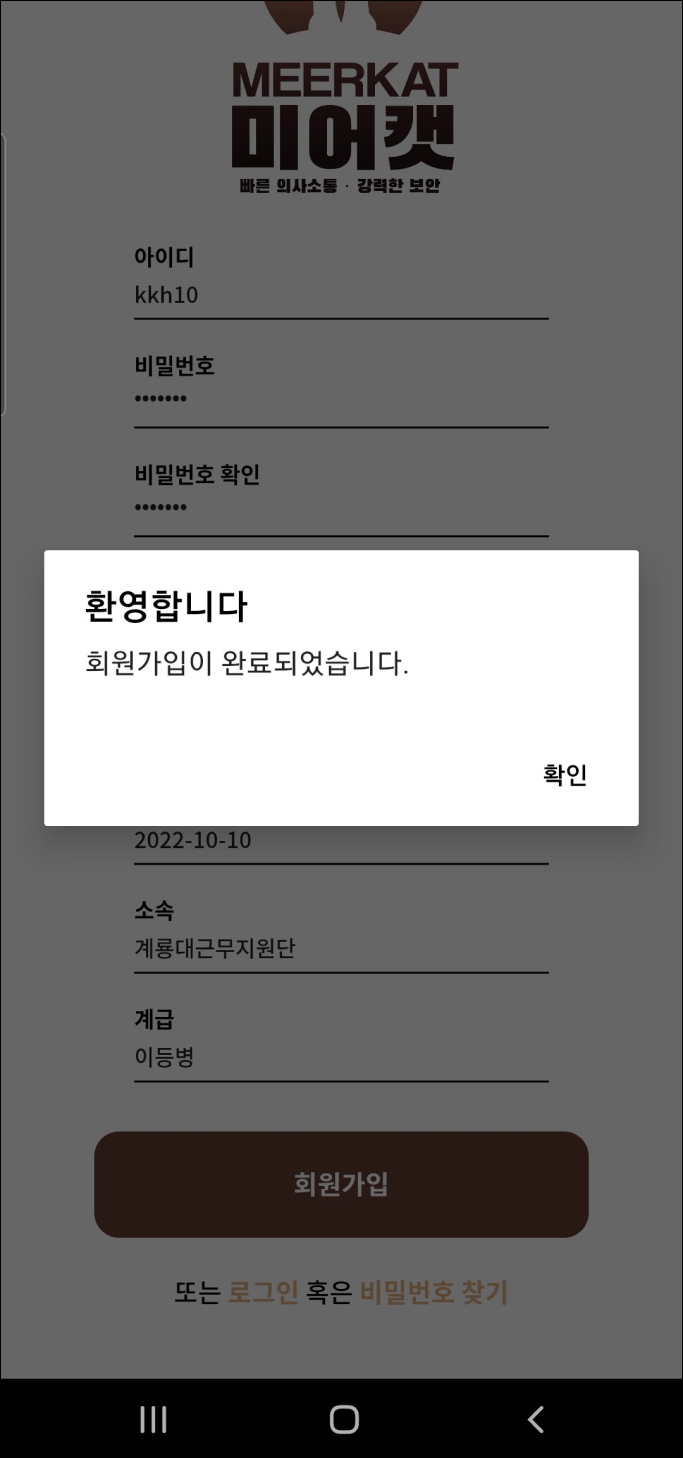 MEERKAT
미어캣
빠른 의사소통 · 강력한 보안
아이디
kkh10
비밀번호
•••••••
비밀번호 확인
•••••••
환영합니다
회원가입이 완료되었습니다.
확인
2022-10-10
소속
계룡대근무지원단
계급
이등병
회원가입
또는 로그인 혹은 비밀번호 찾기